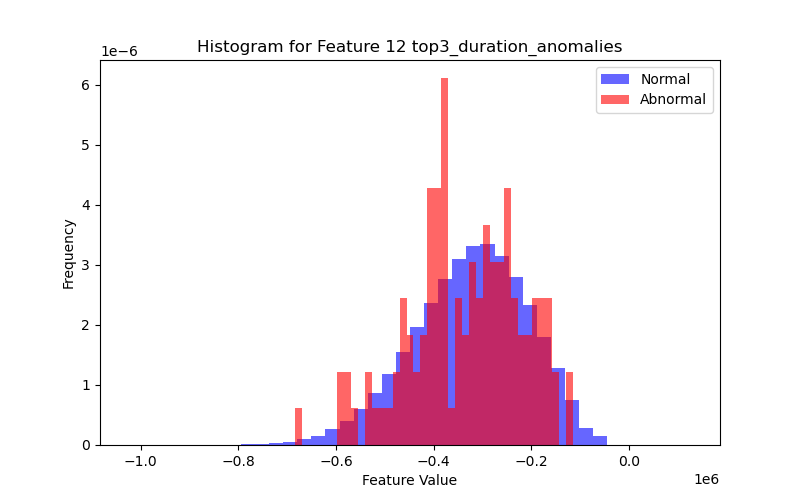 Histogram for Feature 12 top3_duration_anomalies
1e−6
Normal
Abnormal
6
5
4
3
2
1
0
Frequency
−1.0
−0.8
−0.6
−0.4
−0.2
0.0
1e6
Feature Value